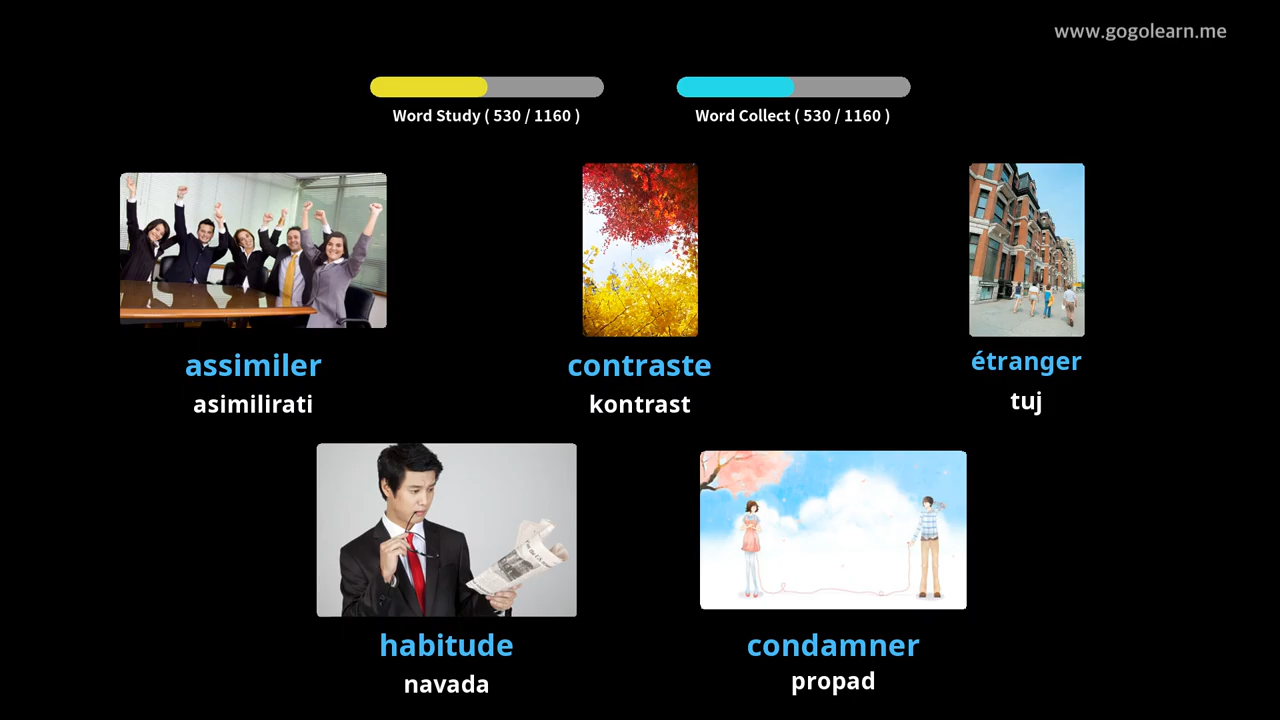 www.gogolearn.me
Word Study ( 530 / 1160 )
Word Collect ( 530 / 1160 )
assimiler
asimilirati
contraste
kontrast
étranger
tuj
habitude
navada
condamner
propad